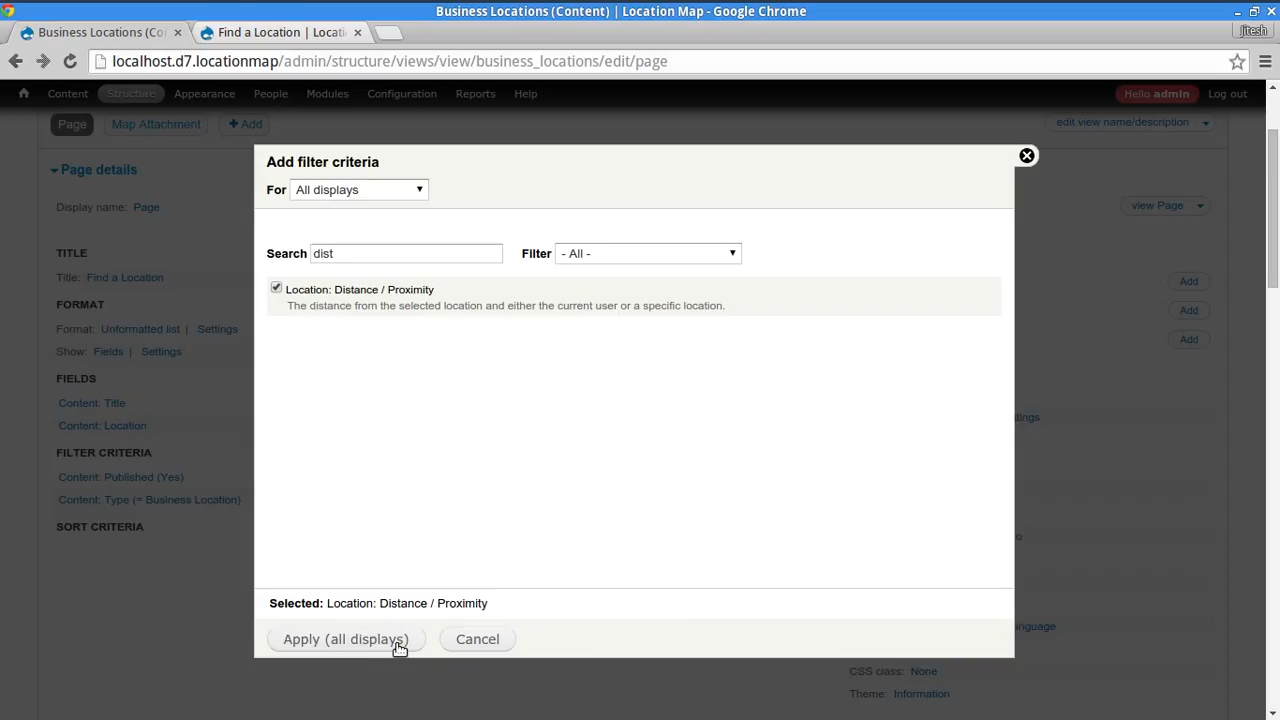 Business Locations (Content) | Location Map - Google Chrome
Business Locations (Co
Find a Location | Locati
jitesh
localhost.d7.locationmap/admin/structure/views/view/business_locations/edit/page
Content Structure Appearance People Modules Configuration Reports Help Hello admin Log out
Page Map Attachment + Add edit view name/description
Add filter criteria
Page details
For All displays
Display name: Page
view Page
TITLE
Search dist Filter - All -
Title: Find a Location
Add
Location: Distance / Proximity
FORMAT
The distance from the selected location and either the current user or a specific location.
Add
Format: Unformatted list | Settings
Add
Show: Fields | Settings
FIELDS
Content: Title
tings
Content: Location
FILTER CRITERIA
Content: Published (Yes)
Content: Type (= Business Location)
SORT CRITERIA
o
Selected: Location: Distance / Proximity
anguage
Apply (all displays) Cancel
CSS class: None
Theme: Information